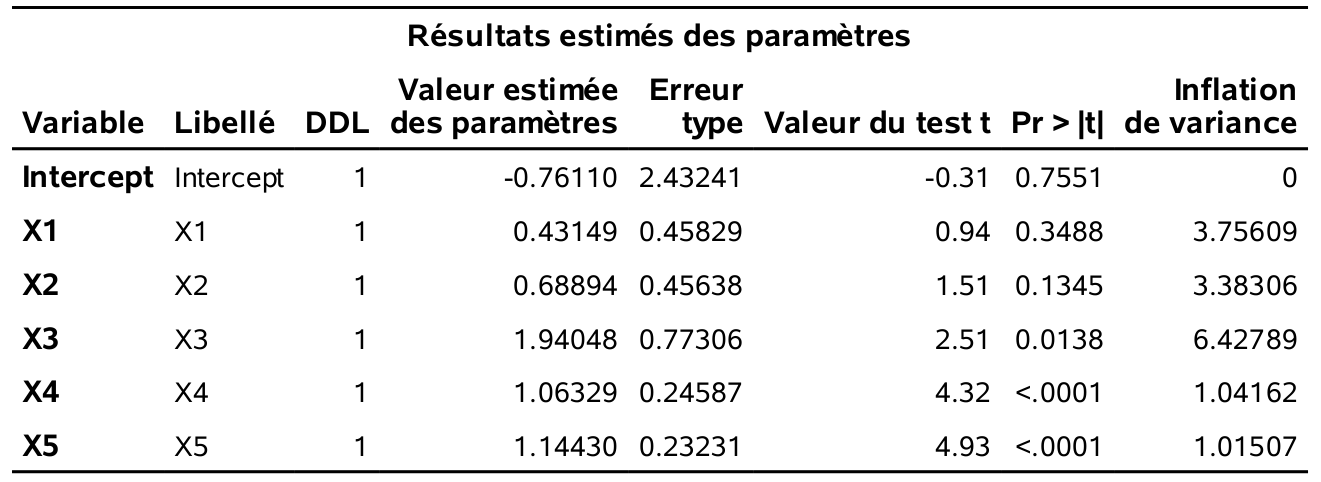 Résultats estimés des paramètres
Variable Libellé DDL Valeur estimée des paramètres Erreur type Valeur du test t Pr > |t| Inflation de variance
Intercept Intercept 1 -0.76110 2.43241 -0.31 0.7551 0
X1 X1 1 0.43149 0.45829 0.94 0.3488 3.75609
X2 X2 1 0.68894 0.45638 1.51 0.1345 3.38306
X3 X3 1 1.94048 0.77306 2.51 0.0138 6.42789
X4 X4 1 1.06329 0.24587 4.32 <.0001 1.04162
X5 X5 1 1.14430 0.23231 4.93 <.0001 1.01507